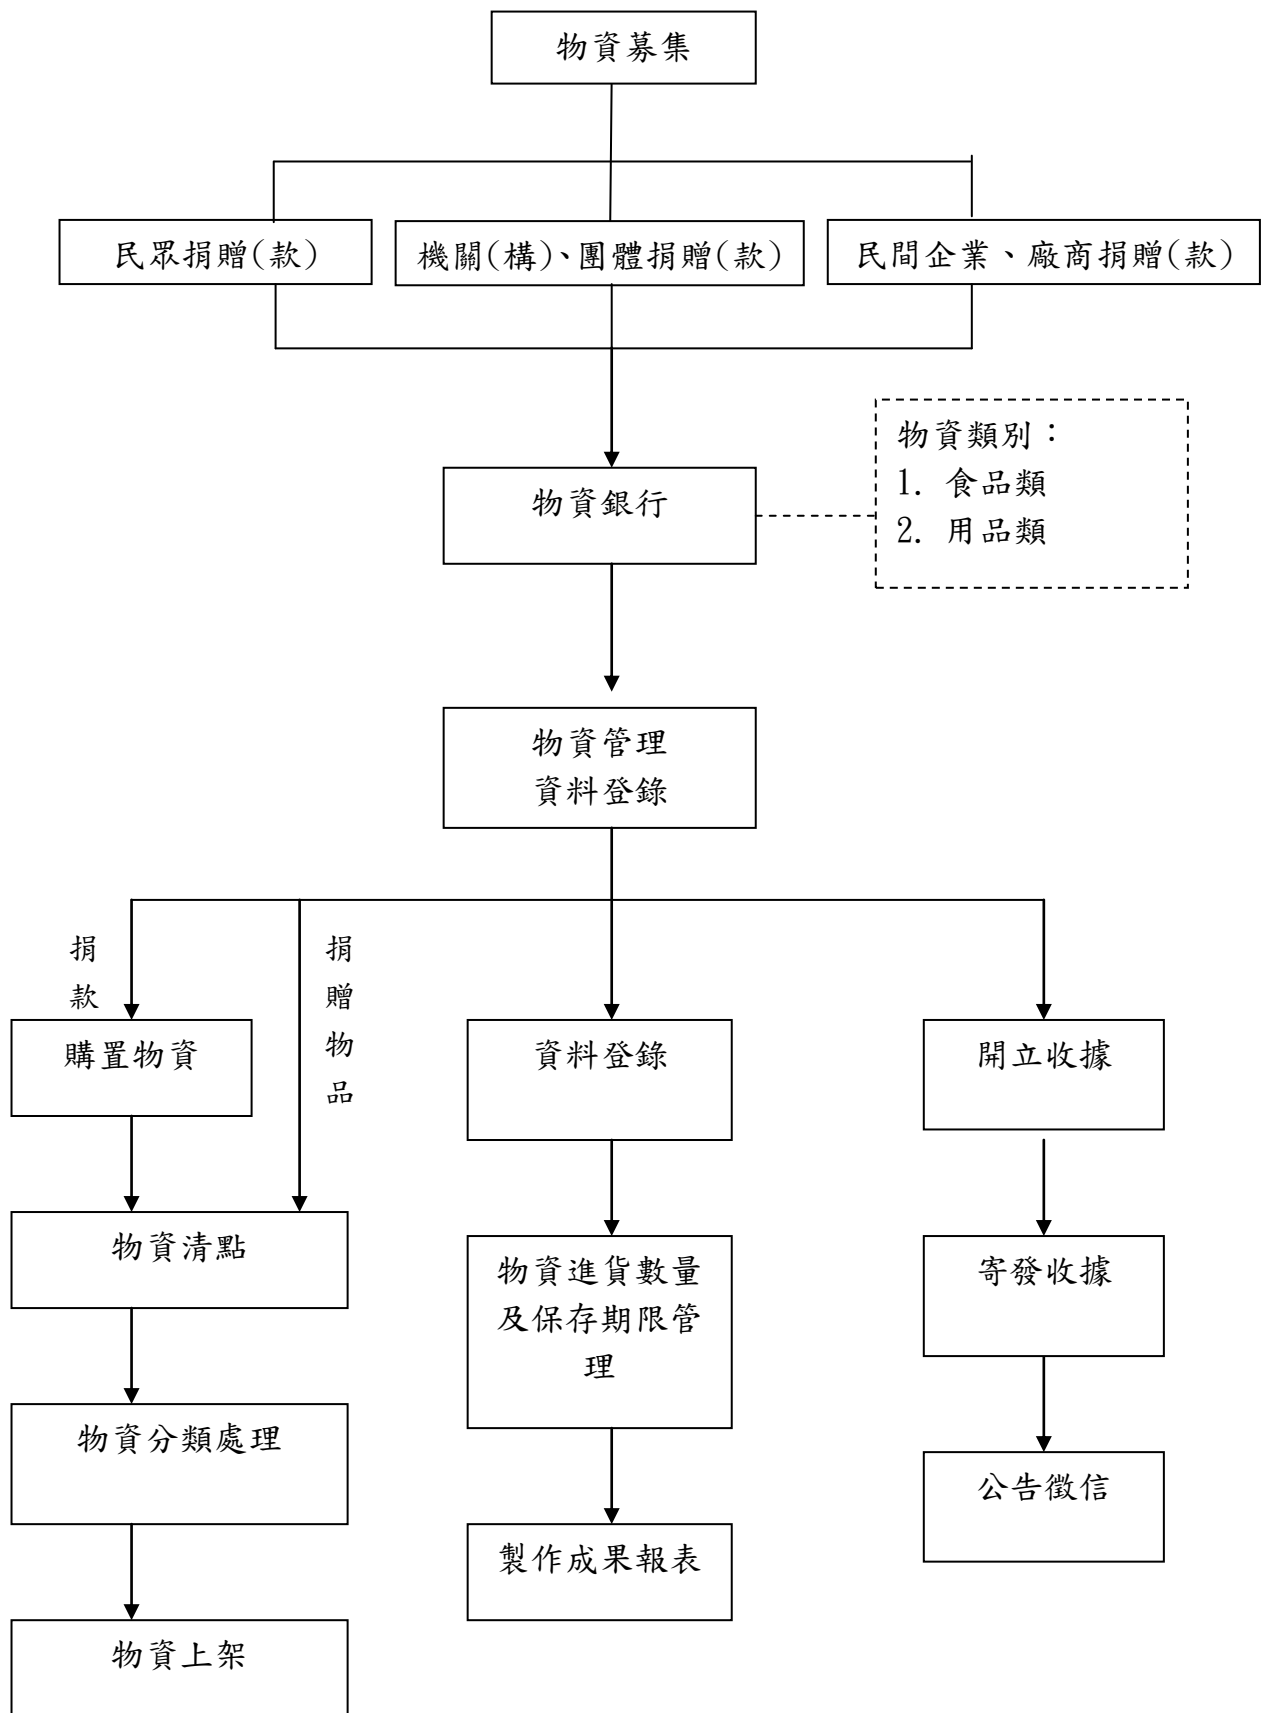 物資募集
民眾捐贈(款)
機關(構)、團體捐贈(款)
民間企業、廠商捐贈(款)
物資類別：
1. 食品類
2. 用品類
物資銀行
物資管理
資料登錄
捐款
捐贈物品
購置物資
資料登錄
開立收據
物資清點
物資進貨數量
及保存期限管
理
寄發收據
物資分類處理
公告徵信
製作成果報表
物資上架